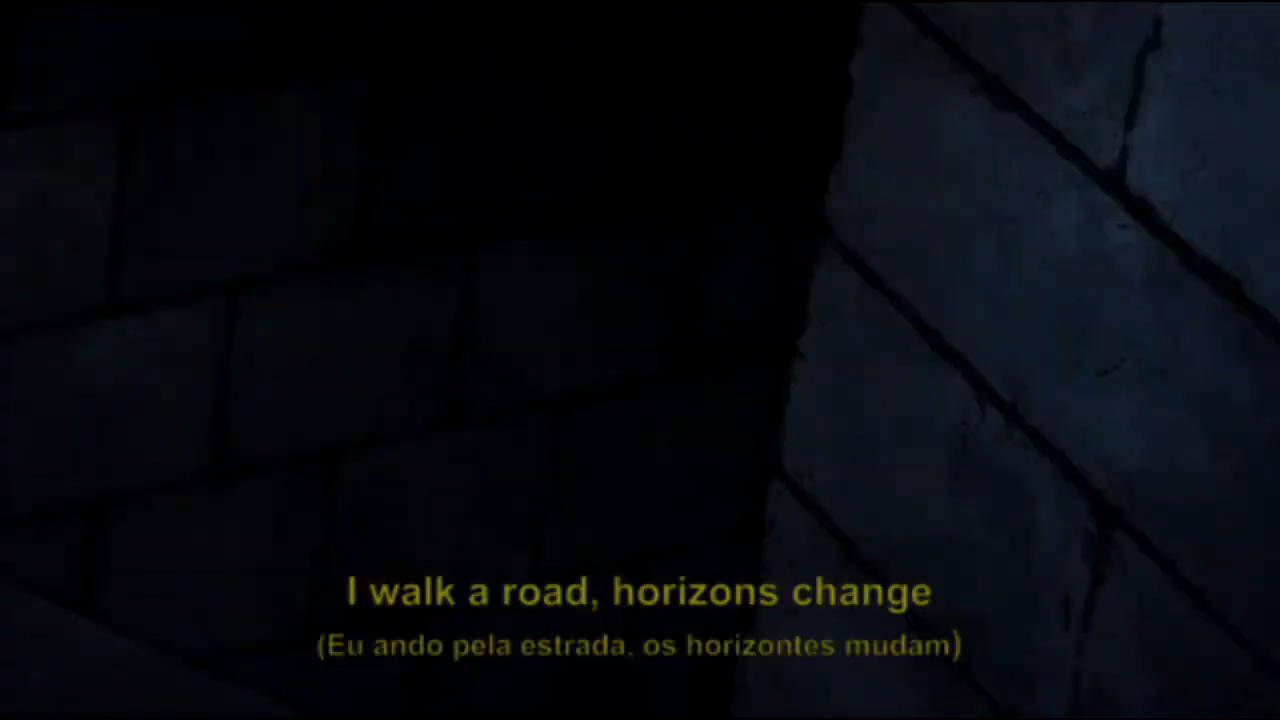 I walk a road, horizons change
(Eu ando pela estrada, os horizontes mudam)